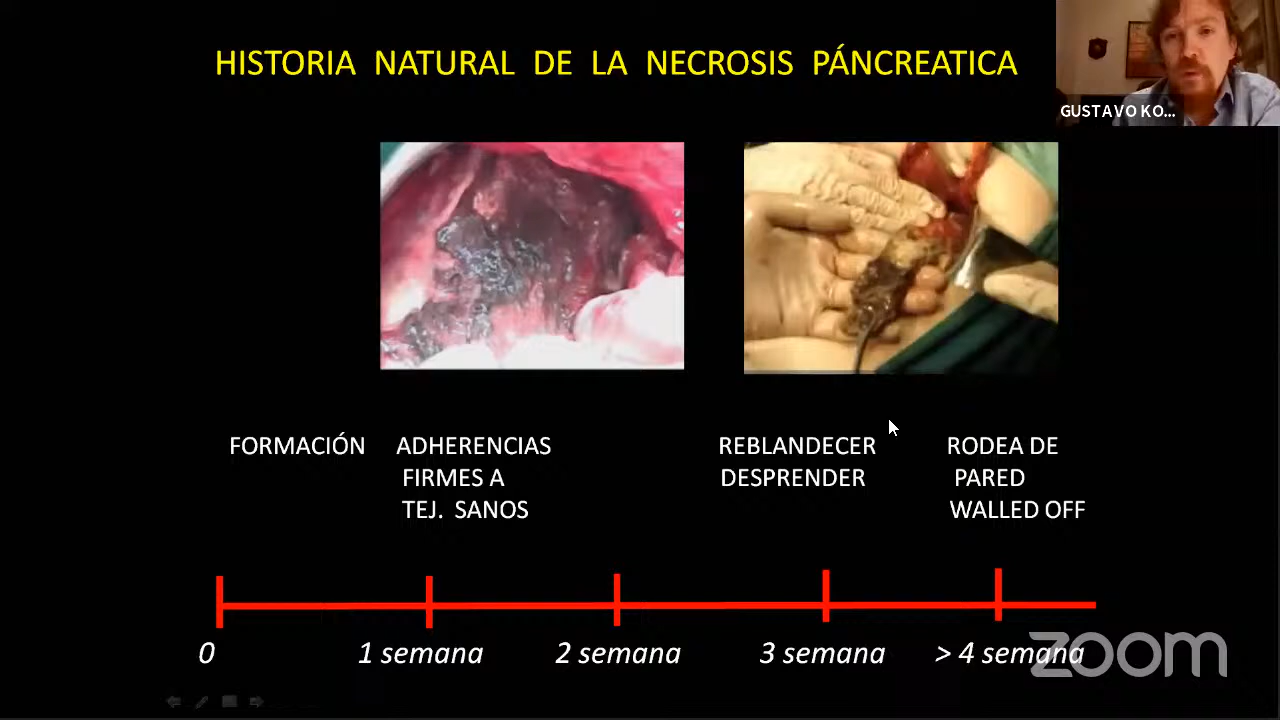 HISTORIA NATURAL DE LA NECROSIS PÁNCREATICA
GUSTAVO KO...
FORMACIÓN
ADHERENCIAS
FIRMES A
TEJ. SANOS
REBLANDECER
DESPRENDER
RODEA DE
PARED
WALLED OFF
0
1 semana
2 semana
3 semana
> 4 semana
zoom